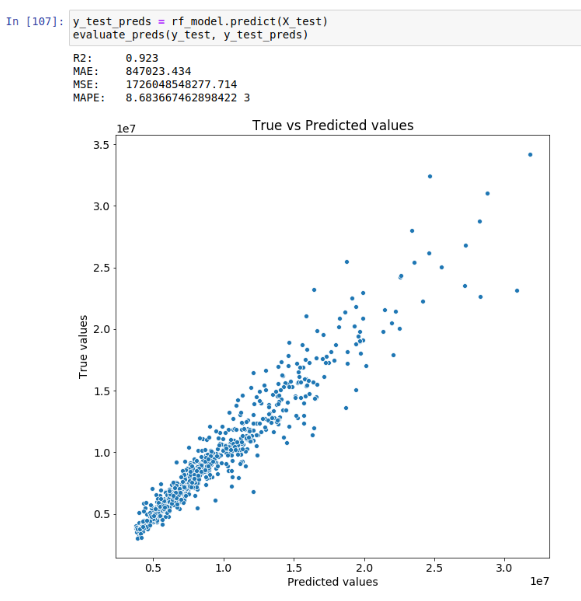 In [107]: y_test_preds = rf_model.predict(X_test)
evaluate_preds(y_test, y_test_preds)
R2: 0.923
MAE: 847023.434
MSE: 1726048548277.714
MAPE: 8.683667462898422 3
True vs Predicted values
1e7
3.5
3.0
2.5
2.0
1.5
1.0
0.5
True values
0.5 1.0 1.5 2.0 2.5 3.0
1e7
Predicted values